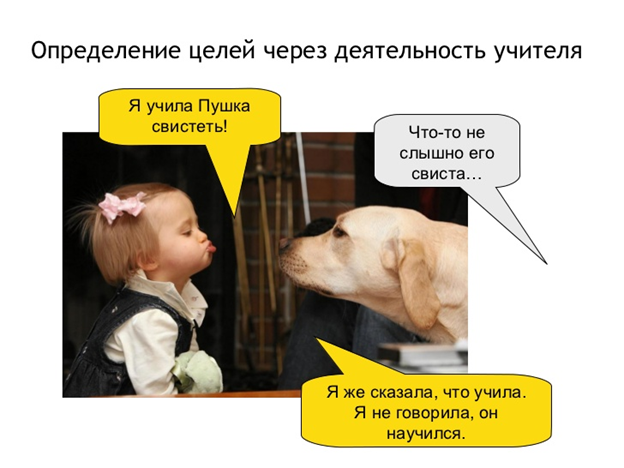 Определение целей через деятельность учителя
Я учила Пушка
свистеть!
Что-то не
слышно его
свиста…
Я же сказала, что учила.
Я не говорила, он
научился.